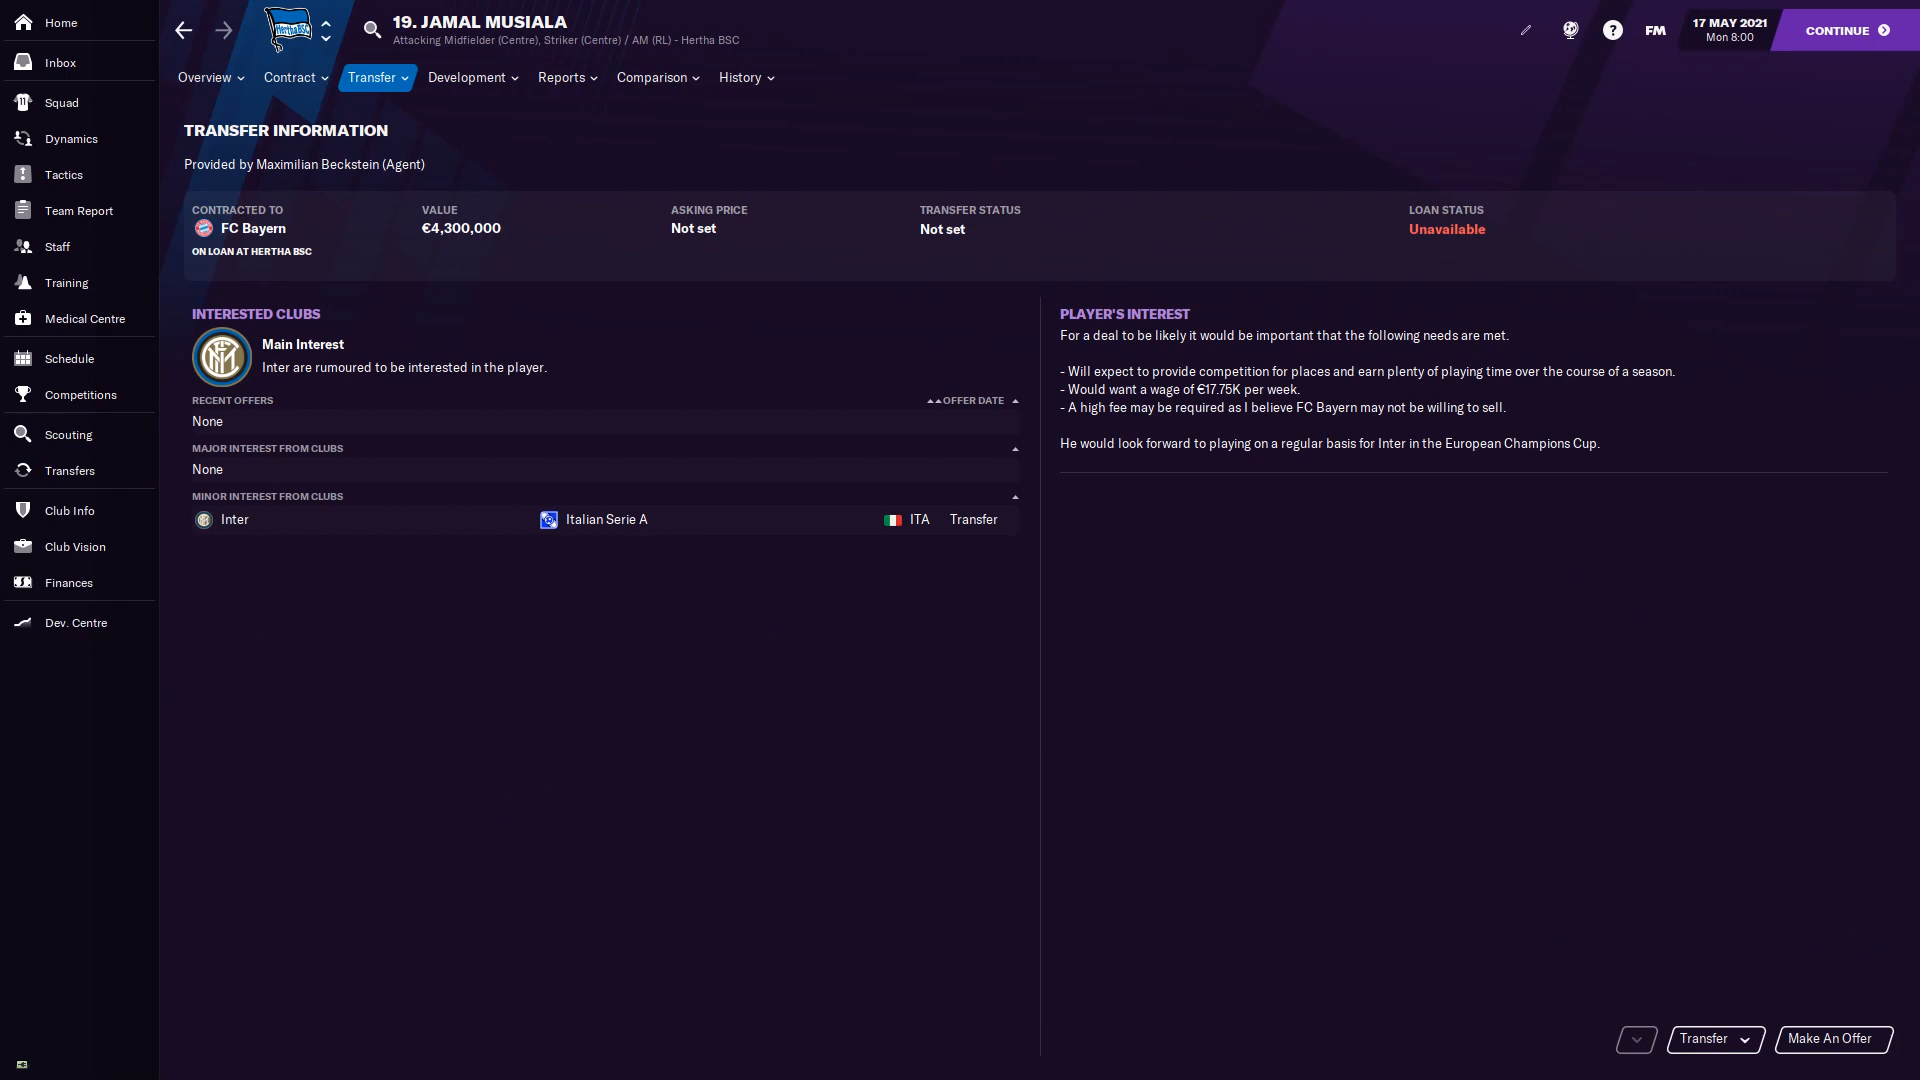 Home
Inbox
Squad
Dynamics
Tactics
Team Report
Staff
Training
Medical Centre
Schedule
Competitions
Scouting
Transfers
Club Info
Club Vision
Finances
Dev. Centre
Hertha BSC
19. JAMAL MUSIALA
Attacking Midfielder (Centre), Striker (Centre) / AM (RL) - Hertha BSC
?
FM
17 MAY 2021
Mon 8:00
CONTINUE
Overview
Contract
Transfer
Development
Reports
Comparison
History
TRANSFER INFORMATION
Provided by Maximilian Beckstein (Agent)
CONTRACTED TO
FC Bayern
ON LOAN AT HERTHA BSC
VALUE
€4,300,000
ASKING PRICE
Not set
TRANSFER STATUS
Not set
LOAN STATUS
Unavailable
INTERESTED CLUBS
Main Interest
Inter are rumoured to be interested in the player.
RECENT OFFERS OFFER DATE
None
MAJOR INTEREST FROM CLUBS
None
MINOR INTEREST FROM CLUBS
Inter Italian Serie A ITA Transfer
PLAYER'S INTEREST
For a deal to be likely it would be important that the following needs are met.
- Will expect to provide competition for places and earn plenty of playing time over the course of a season.
- Would want a wage of €17.75K per week.
- A high fee may be required as I believe FC Bayern may not be willing to sell.
He would look forward to playing on a regular basis for Inter in the European Champions Cup.
Transfer
Make An Offer